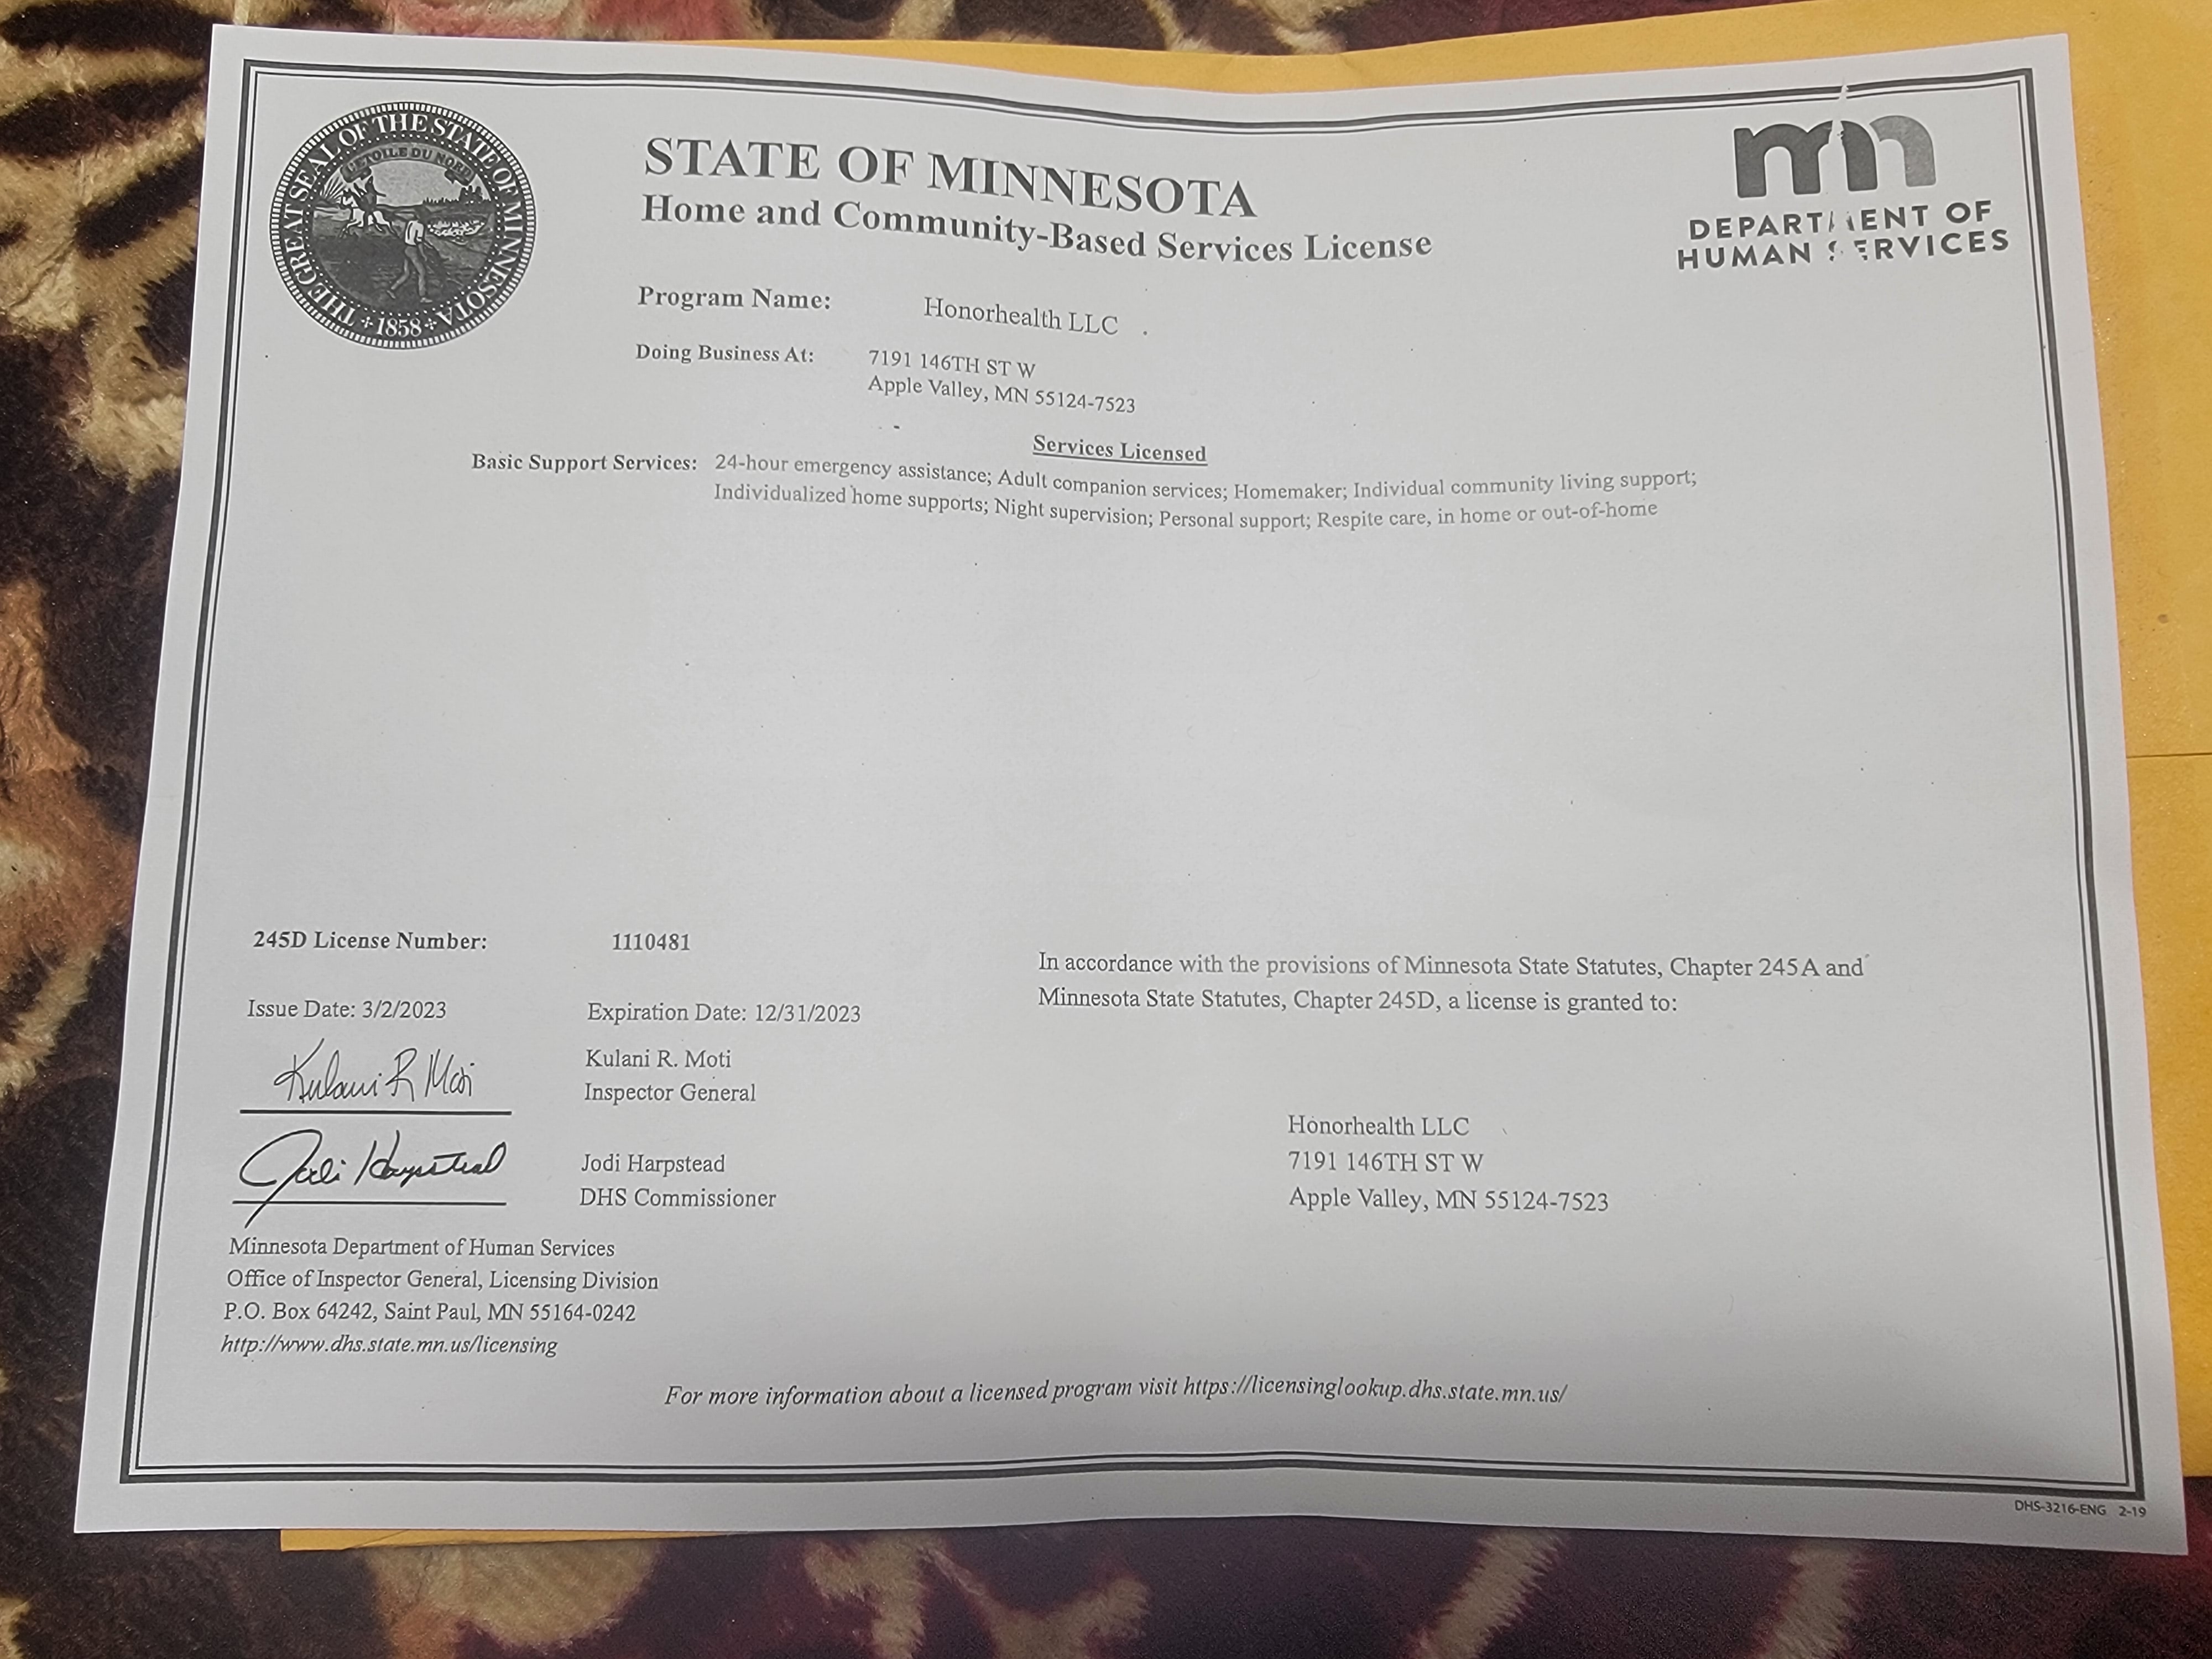 THE GREAT SEAL OF THE STATE OF MINNESOTA
L'ETOILE DU NORD
1858
STATE OF MINNESOTA
Home and Community-Based Services License
mn
DEPARTMENT OF
HUMAN SERVICES
Program Name: Honorhealth LLC
Doing Business At: 7191 146TH ST W
Apple Valley, MN 55124-7523
Services Licensed
Basic Support Services: 24-hour emergency assistance; Adult companion services; Homemaker; Individual community living support;
Individualized home supports; Night supervision; Personal support; Respite care, in home or out-of-home
245D License Number: 1110481
Issue Date: 3/2/2023 Expiration Date: 12/31/2023
Kulani R Moti
Kulani R. Moti
Inspector General
Jodi Harpstead
Jodi Harpstead
DHS Commissioner
Minnesota Department of Human Services
Office of Inspector General, Licensing Division
P.O. Box 64242, Saint Paul, MN 55164-0242
http://www.dhs.state.mn.us/licensing
In accordance with the provisions of Minnesota State Statutes, Chapter 245A and
Minnesota State Statutes, Chapter 245D, a license is granted to:
Honorhealth LLC
7191 146TH ST W
Apple Valley, MN 55124-7523
For more information about a licensed program visit https://licensinglookup.dhs.state.mn.us/
DHS-3216-ENG 2-19